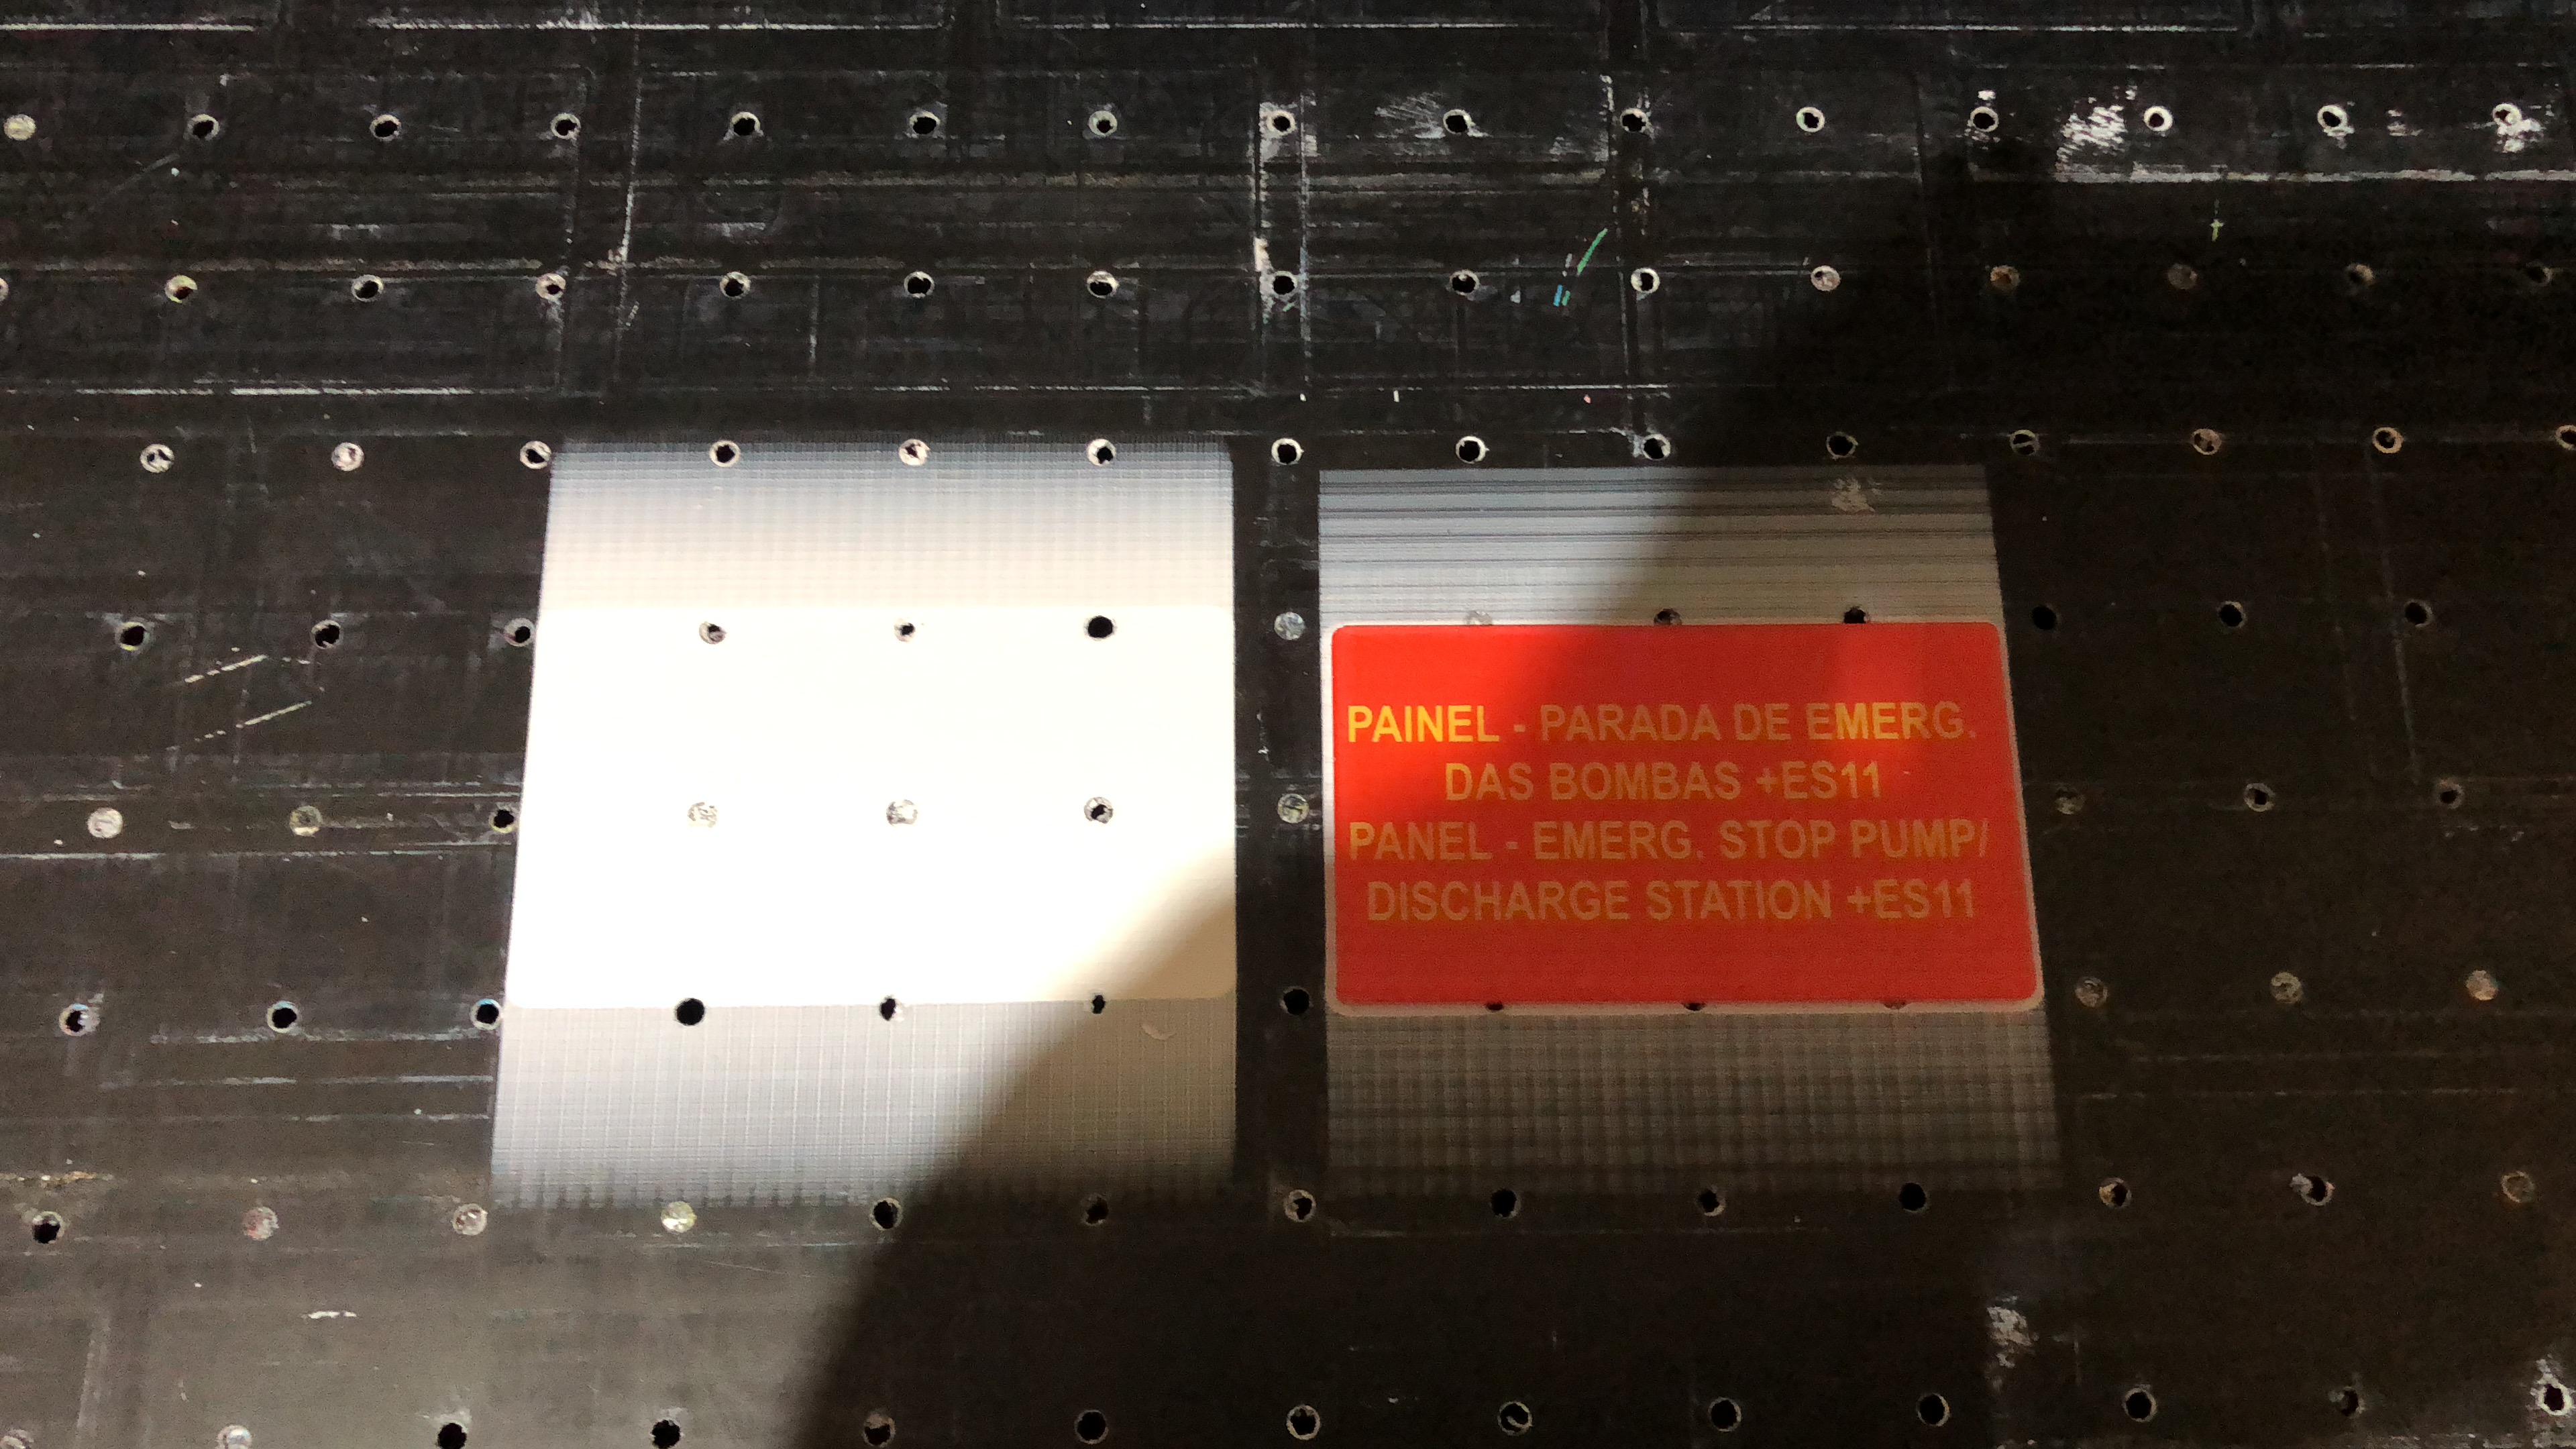 PAINEL - PARADA DE EMERG.
DAS BOMBAS +ES11
PANEL - EMERG. STOP PUMP/
DISCHARGE STATION +ES11